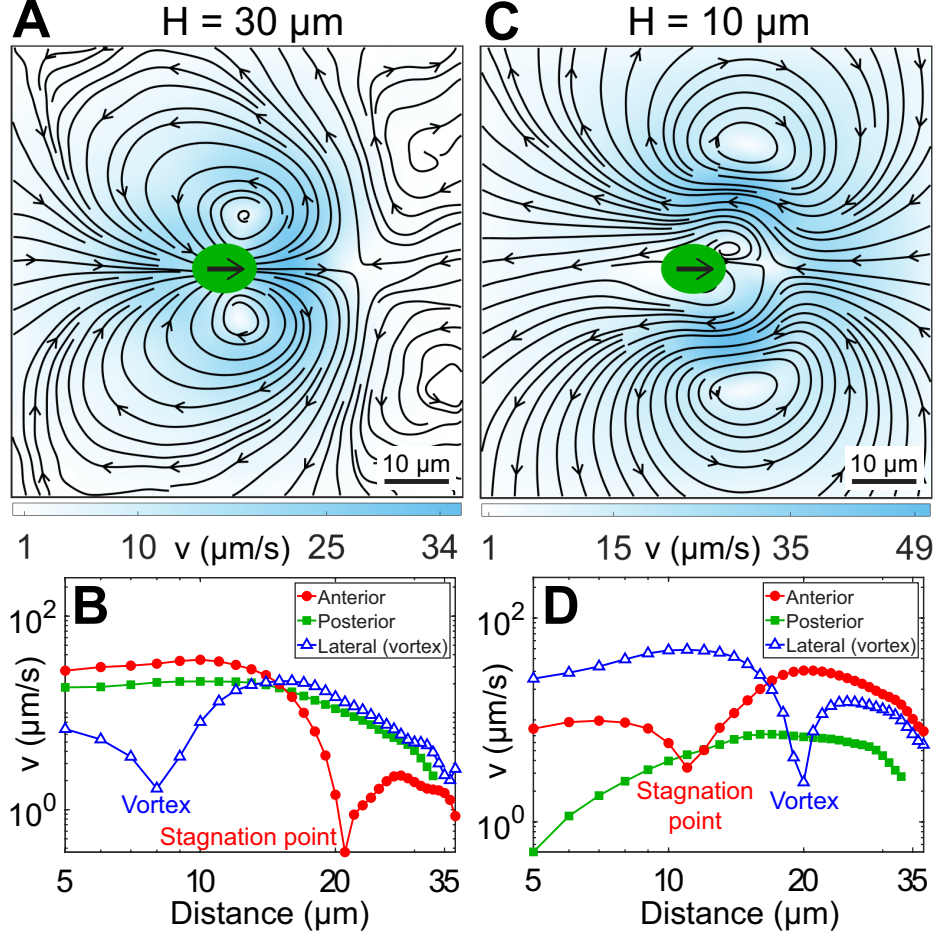 A
H = 30 µm
10 µm
1 10 v (µm/s) 25 34
C
H = 10 µm
10 µm
1 15 v (µm/s) 35 49
B
Anterior
Posterior
Lateral (vortex)
10²
10⁰
v (µm/s)
Vortex
Stagnation point
5 10 20 35
Distance (µm)
D
Anterior
Posterior
Lateral (vortex)
10²
10⁰
v (µm/s)
Stagnation
point
Vortex
5 10 20 35
Distance (µm)